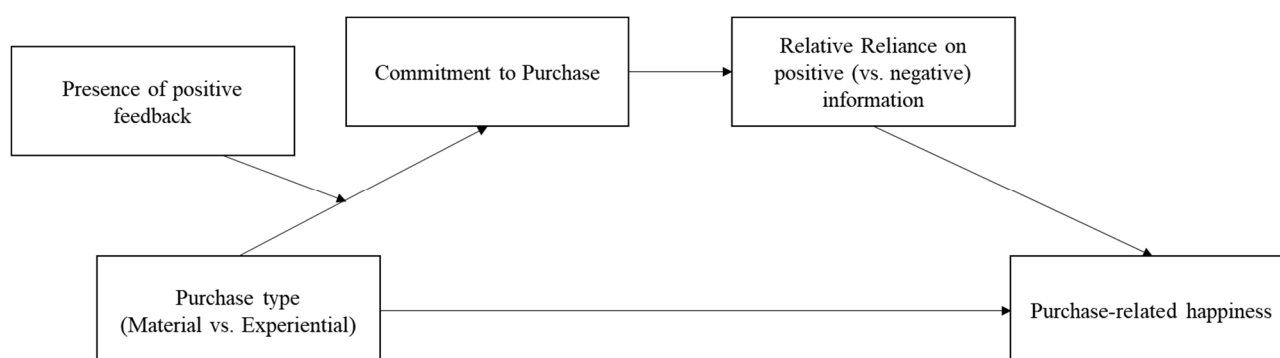 Presence of positive
feedback
Commitment to Purchase
Relative Reliance on
positive (vs. negative)
information
Purchase type
(Material vs. Experiential)
Purchase-related happiness